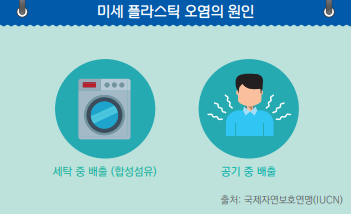 미세 플라스틱 오염의 원인
세탁 중 배출 (합성섬유)
공기 중 배출
출처: 국제자연보호연맹(IUCN)